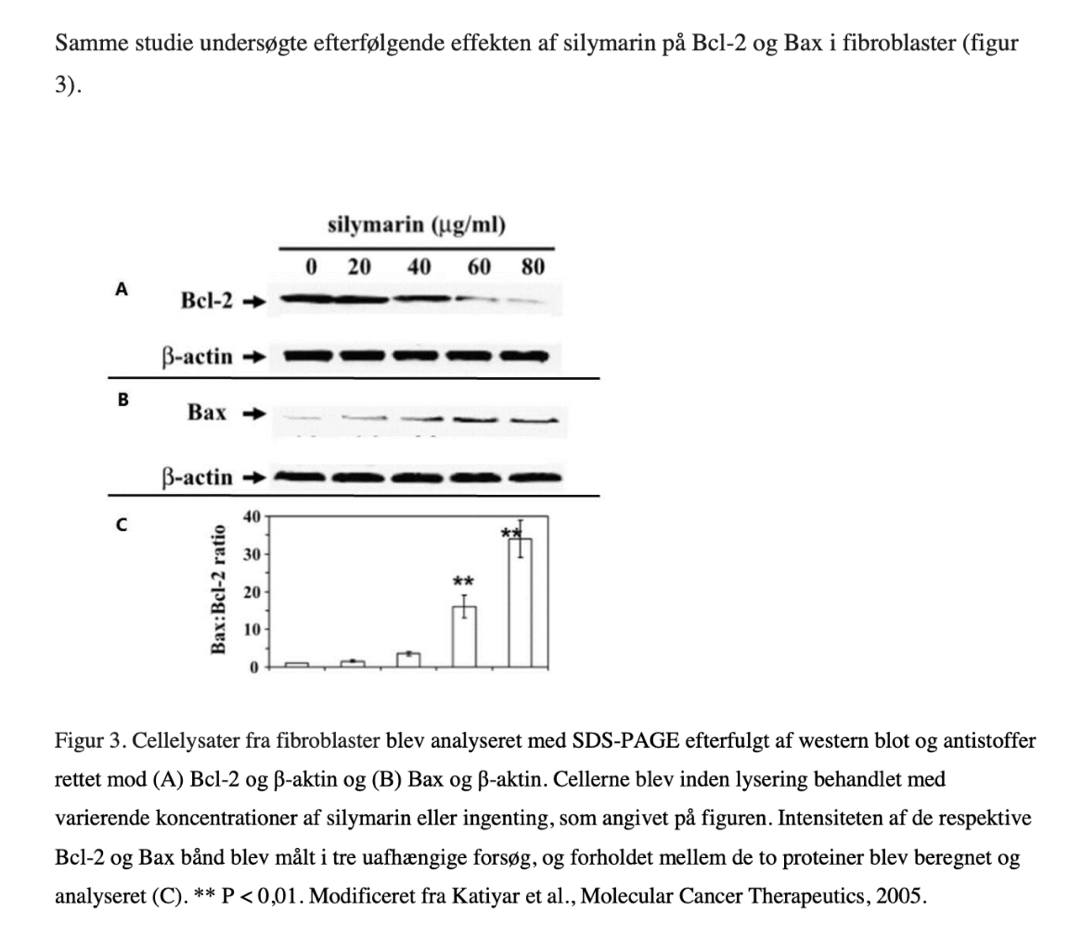 Samme studie undersøgte efterfølgende effekten af silymarin på Bcl-2 og Bax i fibroblaster (figur
3).
silymarin (µg/ml)
0 20 40 60 80
A
Bcl-2
β-actin
B
Bax
β-actin
C
Bax:Bcl-2 ratio
40
30
20
10
0
**
**
Figur 3. Cellelysater fra fibroblaster blev analyseret med SDS-PAGE efterfulgt af western blot og antistoffer
rettet mod (A) Bcl-2 og β-aktin og (B) Bax og β-aktin. Cellerne blev inden lysering behandlet med
varierende koncentrationer af silymarin eller ingenting, som angivet på figuren. Intensiteten af de respektive
Bcl-2 og Bax bånd blev målt i tre uafhængige forsøg, og forholdet mellem de to proteiner blev beregnet og
analyseret (C). ** P < 0,01. Modificeret fra Katiyar et al., Molecular Cancer Therapeutics, 2005.